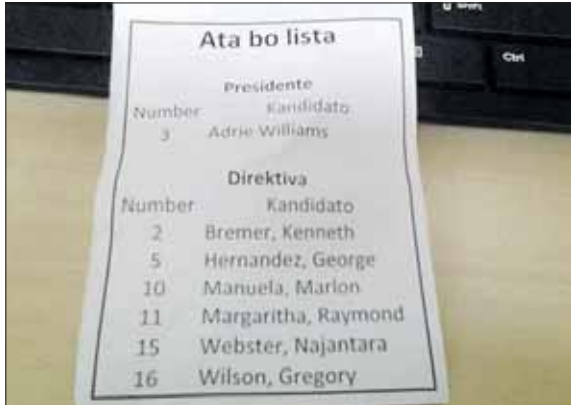 Ata bo lista
Presidente
Number Kandidato
3 Adrie Williams
Direktiva
Number Kandidato
2 Bremer, Kenneth
5 Hernandez, George
10 Manuela, Marlon
11 Margaritha, Raymond
15 Webster, Najantara
16 Wilson, Gregory
Ctrl